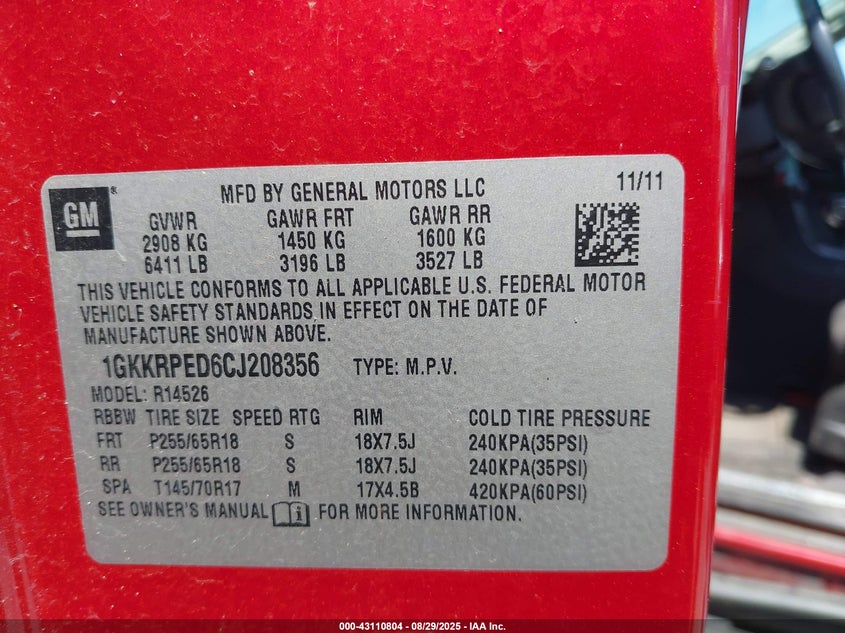 GM
®
MFD BY GENERAL MOTORS LLC
11/11
GVWR GAWR FRT GAWR RR
2908 KG 1450 KG 1600 KG
6411 LB 3196 LB 3527 LB
THIS VEHICLE CONFORMS TO ALL APPLICABLE U.S. FEDERAL MOTOR
VEHICLE SAFETY STANDARDS IN EFFECT ON THE DATE OF
MANUFACTURE SHOWN ABOVE.
1GKKRPED6CJ208356 TYPE: M.P.V.
MODEL: R14526
RBBW TIRE SIZE SPEED RTG RIM COLD TIRE PRESSURE
FRT P255/65R18 S 18X7.5J 240KPA(35PSI)
RR P255/65R18 S 18X7.5J 240KPA(35PSI)
SPA T145/70R17 M 17X4.5B 420KPA(60PSI)
SEE OWNER'S MANUAL i FOR MORE INFORMATION.
000-43110804 | 08/29/2025 - IAA Inc.